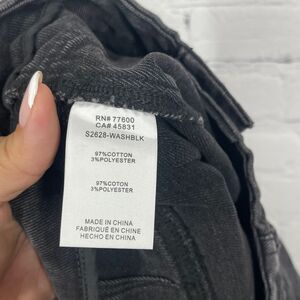 RN# 77600
CA# 45831
S2628-WASHBLK
97%COTTON
3%POLYESTER
97%COTON
3%POLYESTER
MADE IN CHINA
FABRIQUÉ EN CHINE
HECHO EN CHINA